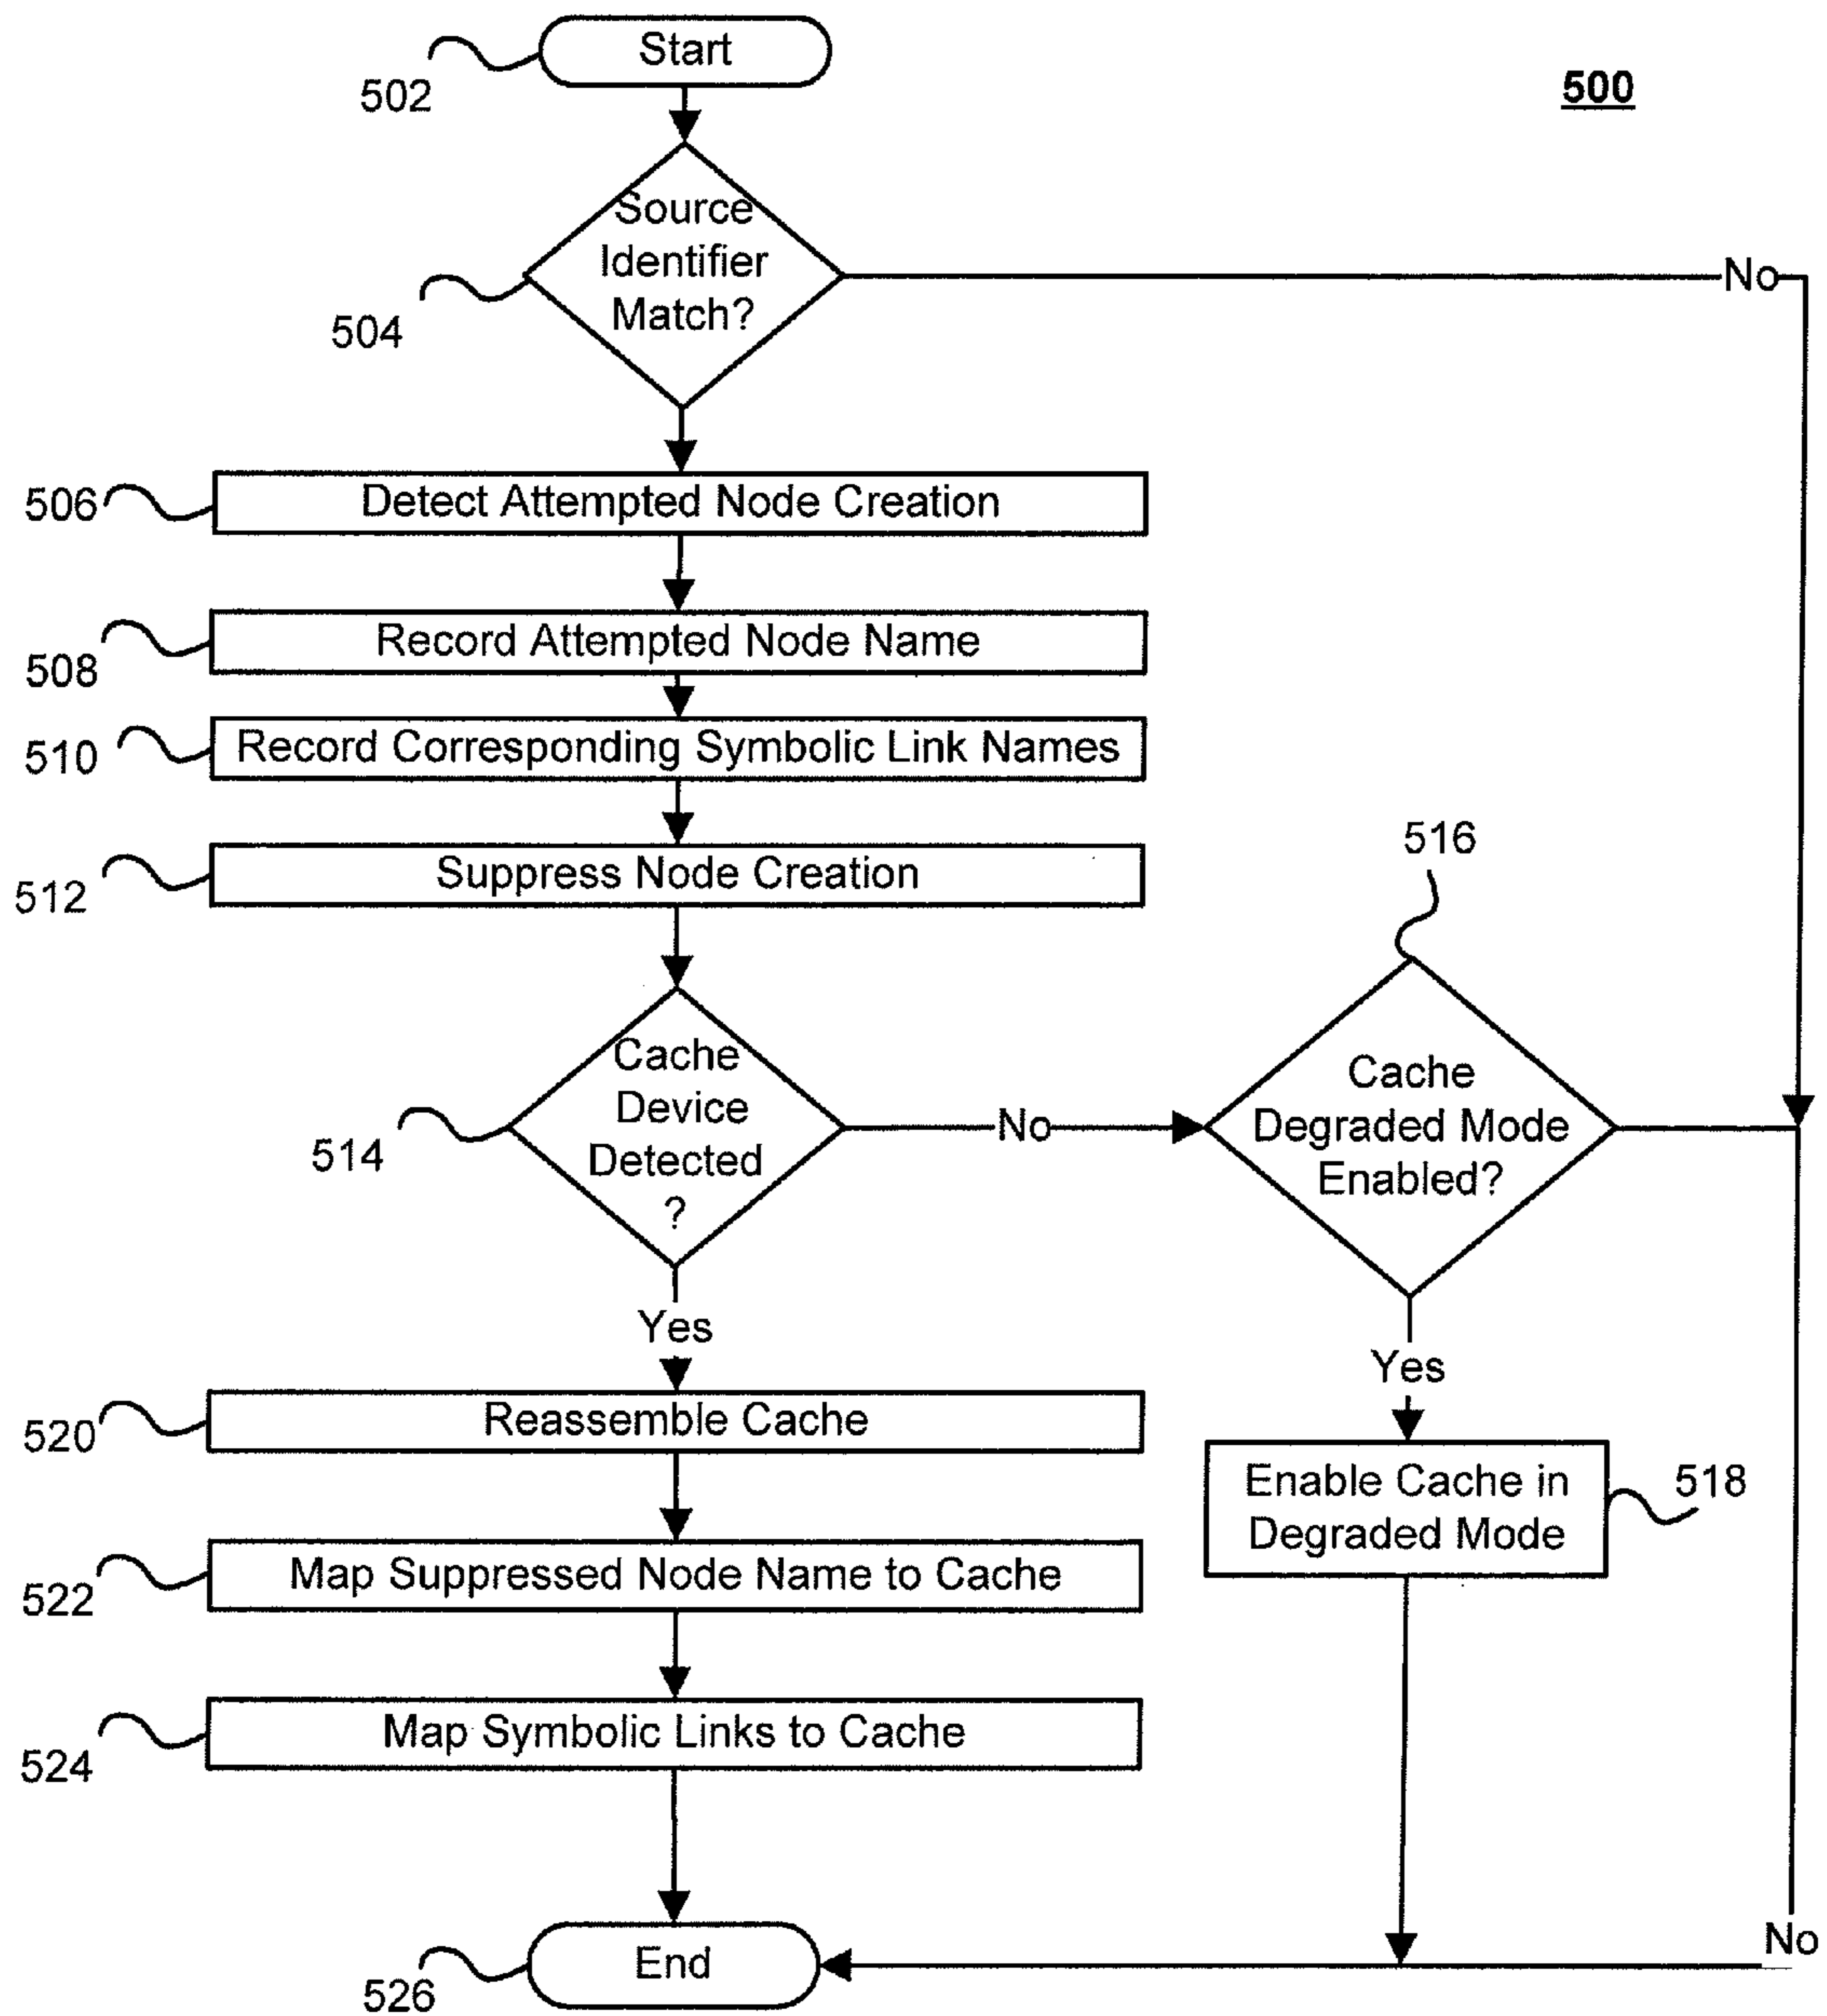 Start
502
500
Source
Identifier
Match?
504
No
506
Detect Attempted Node Creation
508
Record Attempted Node Name
510
Record Corresponding Symbolic Link Names
512
Suppress Node Creation
516
Cache
Device
Detected
?
514
No
Cache
Degraded Mode
Enabled?
Yes
Yes
520
Reassemble Cache
Enable Cache in
Degraded Mode
518
522
Map Suppressed Node Name to Cache
524
Map Symbolic Links to Cache
No
End
526